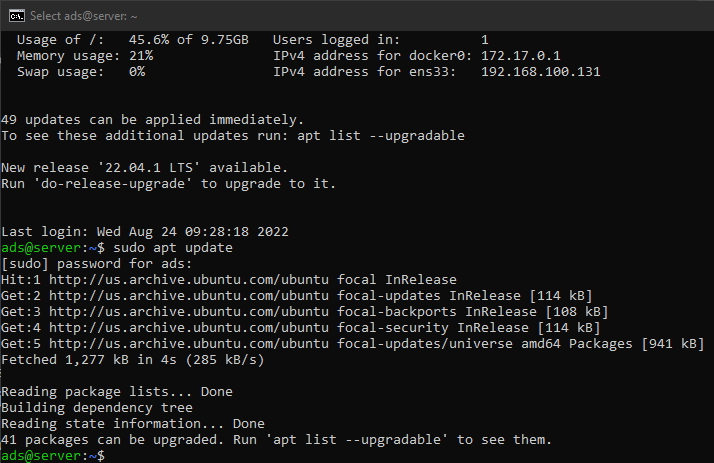 Select ads@server: ~
Usage of /: 45.6% of 9.75GB Users logged in: 1
Memory usage: 21% IPv4 address for docker0: 172.17.0.1
Swap usage: 0% IPv4 address for ens33: 192.168.100.131
49 updates can be applied immediately.
To see these additional updates run: apt list --upgradable
New release '22.04.1 LTS' available.
Run 'do-release-upgrade' to upgrade to it.
Last login: Wed Aug 24 09:28:18 2022
ads@server:~$ sudo apt update
[sudo] password for ads:
Hit:1 http://us.archive.ubuntu.com/ubuntu focal InRelease
Get:2 http://us.archive.ubuntu.com/ubuntu focal-updates InRelease [114 kB]
Get:3 http://us.archive.ubuntu.com/ubuntu focal-backports InRelease [108 kB]
Get:4 http://us.archive.ubuntu.com/ubuntu focal-security InRelease [114 kB]
Get:5 http://us.archive.ubuntu.com/ubuntu focal-updates/universe amd64 Packages [941 kB]
Fetched 1,277 kB in 4s (285 kB/s)
Reading package lists... Done
Building dependency tree
Reading state information... Done
41 packages can be upgraded. Run 'apt list --upgradable' to see them.
ads@server:~$